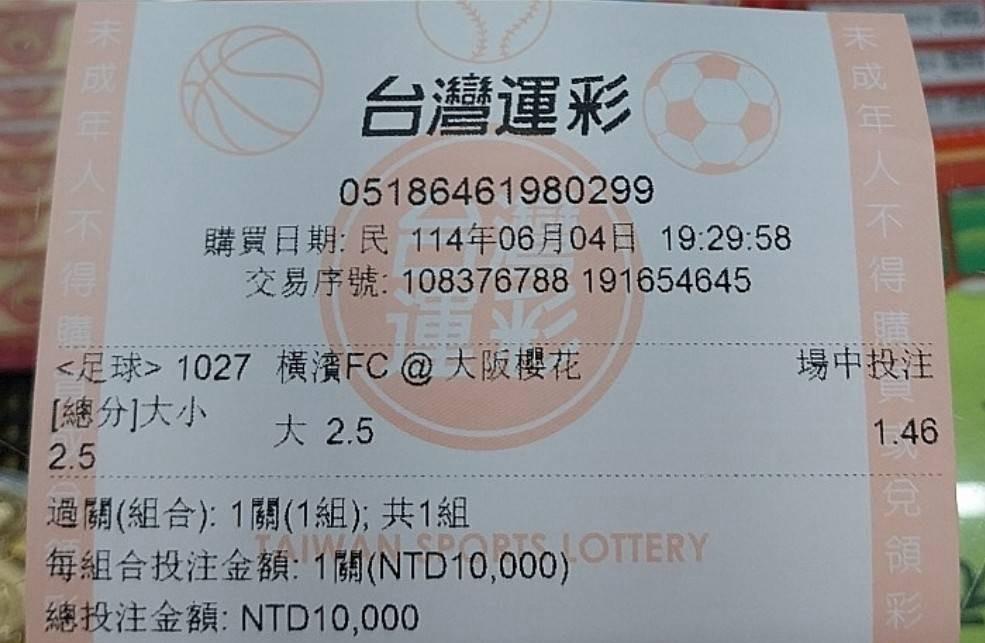 台灣運彩
05186461980299
購買日期: 民 114年06月04日 19:29:58
交易序號: 108376788 191654645
<足球> 1027 橫濱FC @ 大阪櫻花 場中投注
[總分]大小
2.5 大 2.5 1.46
過關(組合): 1關(1組); 共1組
TAIWAN SPORTS LOTTERY
每組合投注金額: 1關(NTD10,000)
總投注金額: NTD10,000
台灣運彩
未成年人不得購
未成年人不得購買或兌領彩